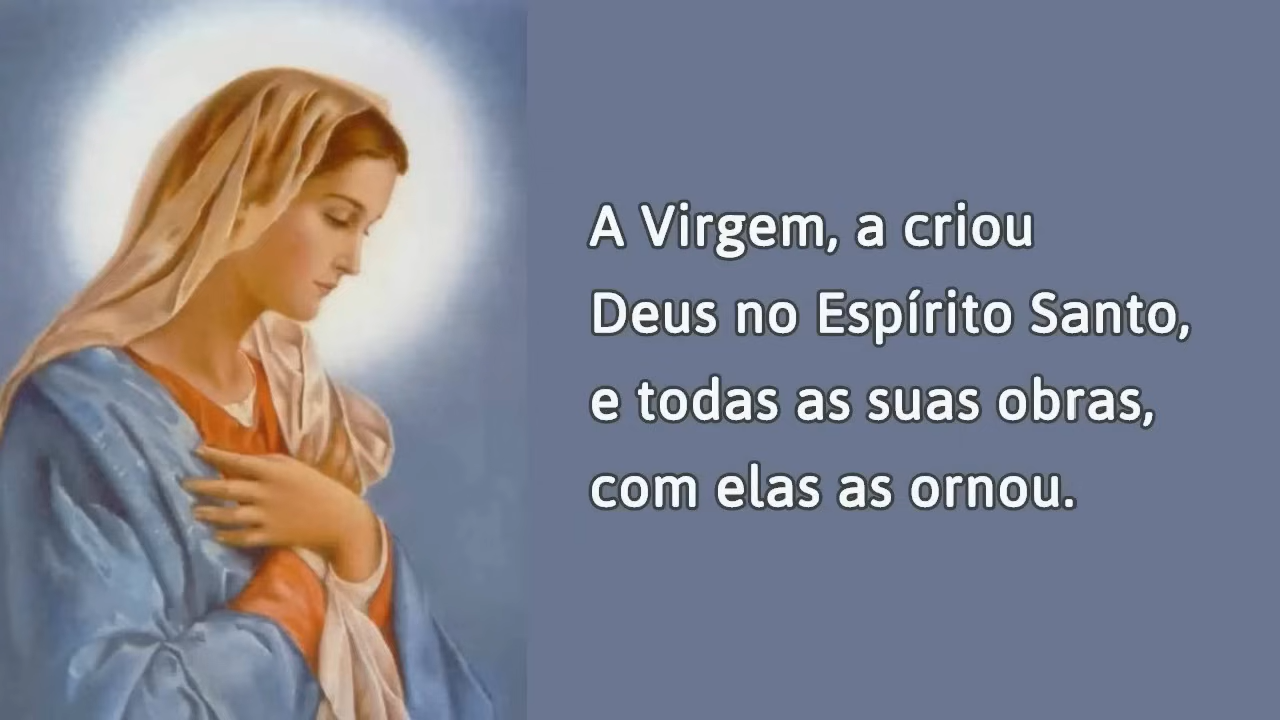 A Virgem, a criou
Deus no Espírito Santo,
e todas as suas obras,
com elas as ornou.